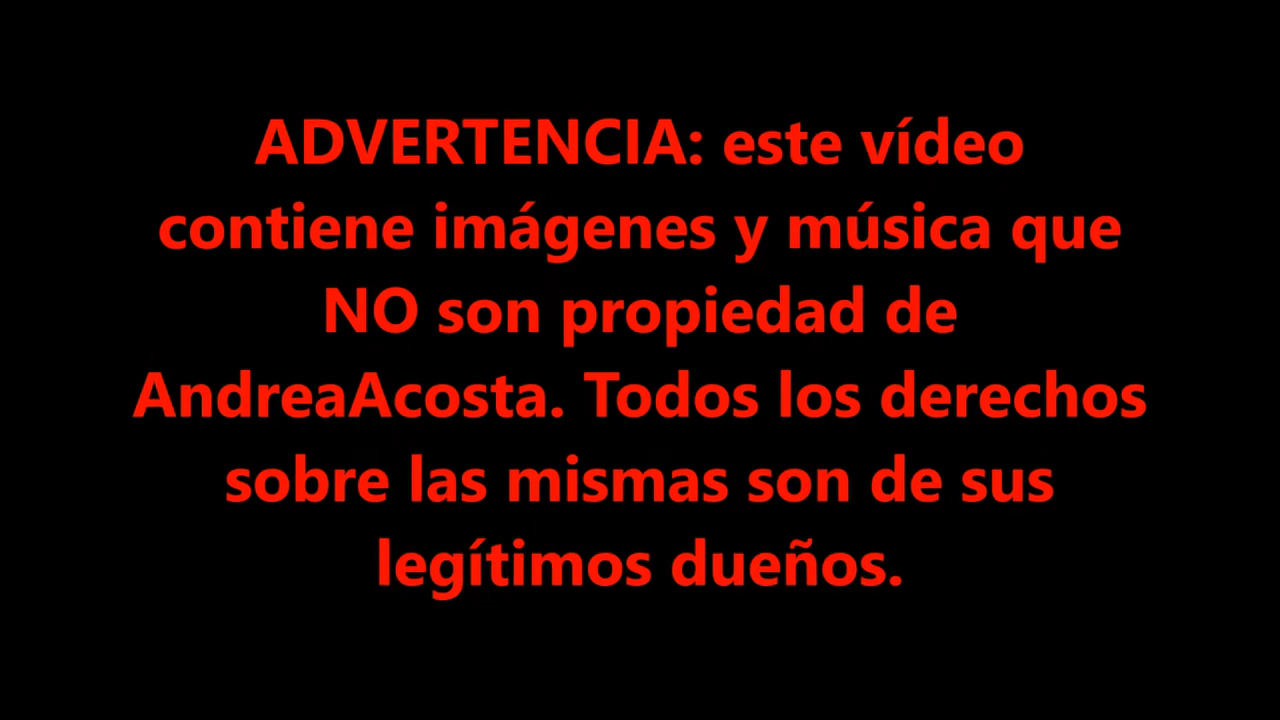 ADVERTENCIA: este vídeo
contiene imágenes y música que
NO son propiedad de
AndreaAcosta. Todos los derechos
sobre las mismas son de sus
legítimos dueños.